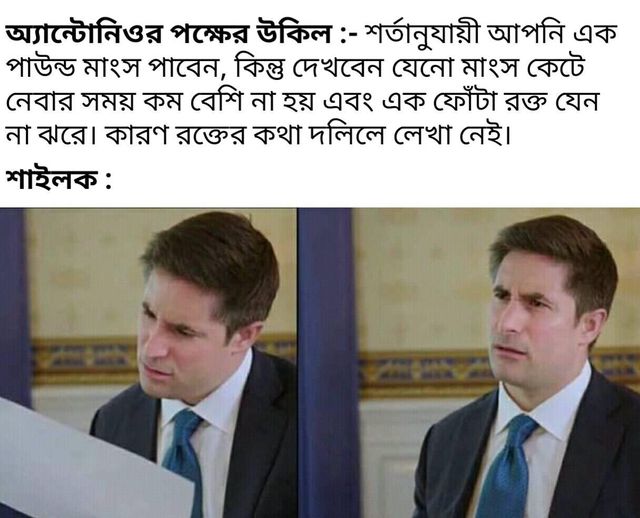 অ্যান্টোনিওর পক্ষের উকিল :- শর্তানুযায়ী আপনি এক
পাউন্ড মাংস পাবেন, কিন্তু দেখবেন যেনো মাংস কেটে
নেবার সময় কম বেশি না হয় এবং এক ফোঁটা রক্ত যেন
না ঝরে। কারণ রক্তের কথা দলিলে লেখা নেই।
শাইলক :